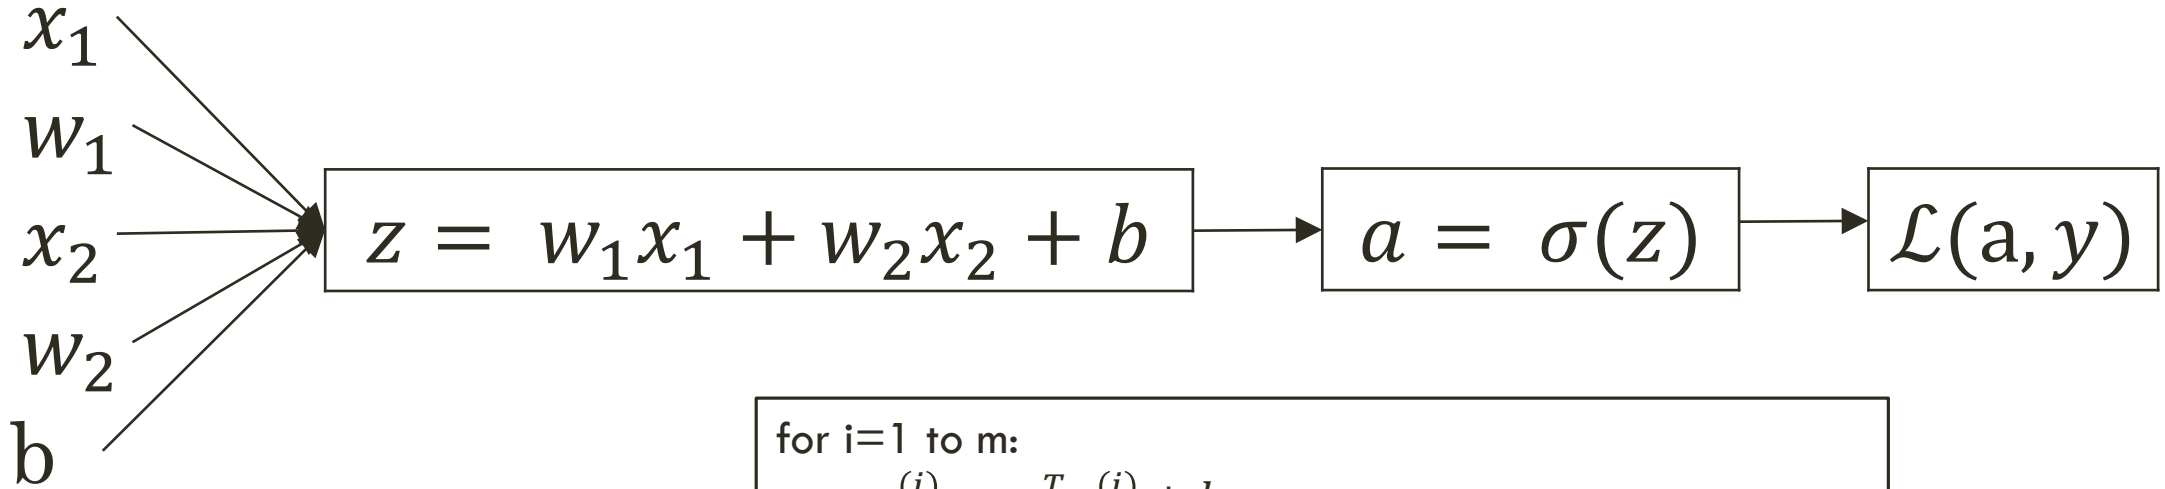 x₁
w₁
x₂
w₂
b
z = w₁x₁ + w₂x₂ + b
a = σ(z)
ℒ(a, y)
for i=1 to m: